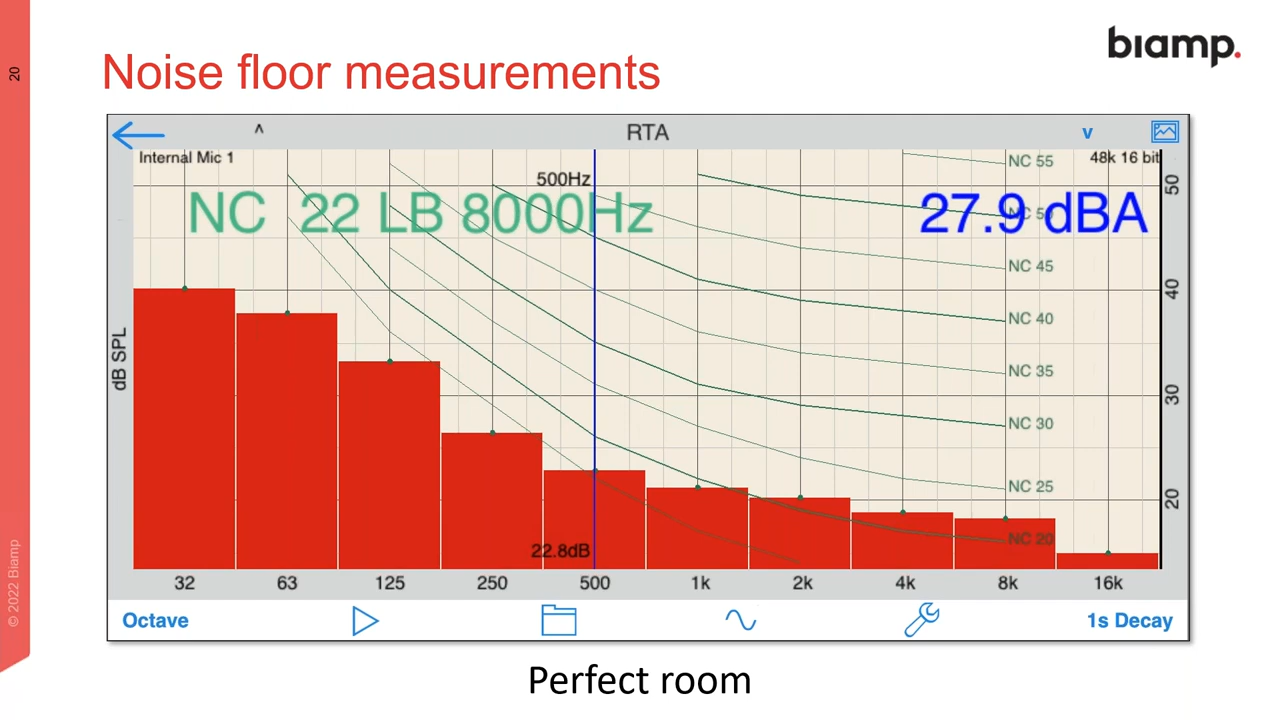 20
Noise floor measurements
biamp.
^
RTA
v
Internal Mic 1
48k 16 bit
500Hz
NC 22 LB 8000Hz
27.9 dBA
NC 55
NC 50
NC 45
NC 40
NC 35
NC 30
NC 25
NC 20
50
40
30
20
dB SPL
22.8dB
32 63 125 250 500 1k 2k 4k 8k 16k
Octave
1s Decay
Perfect room
© 2022 Biamp